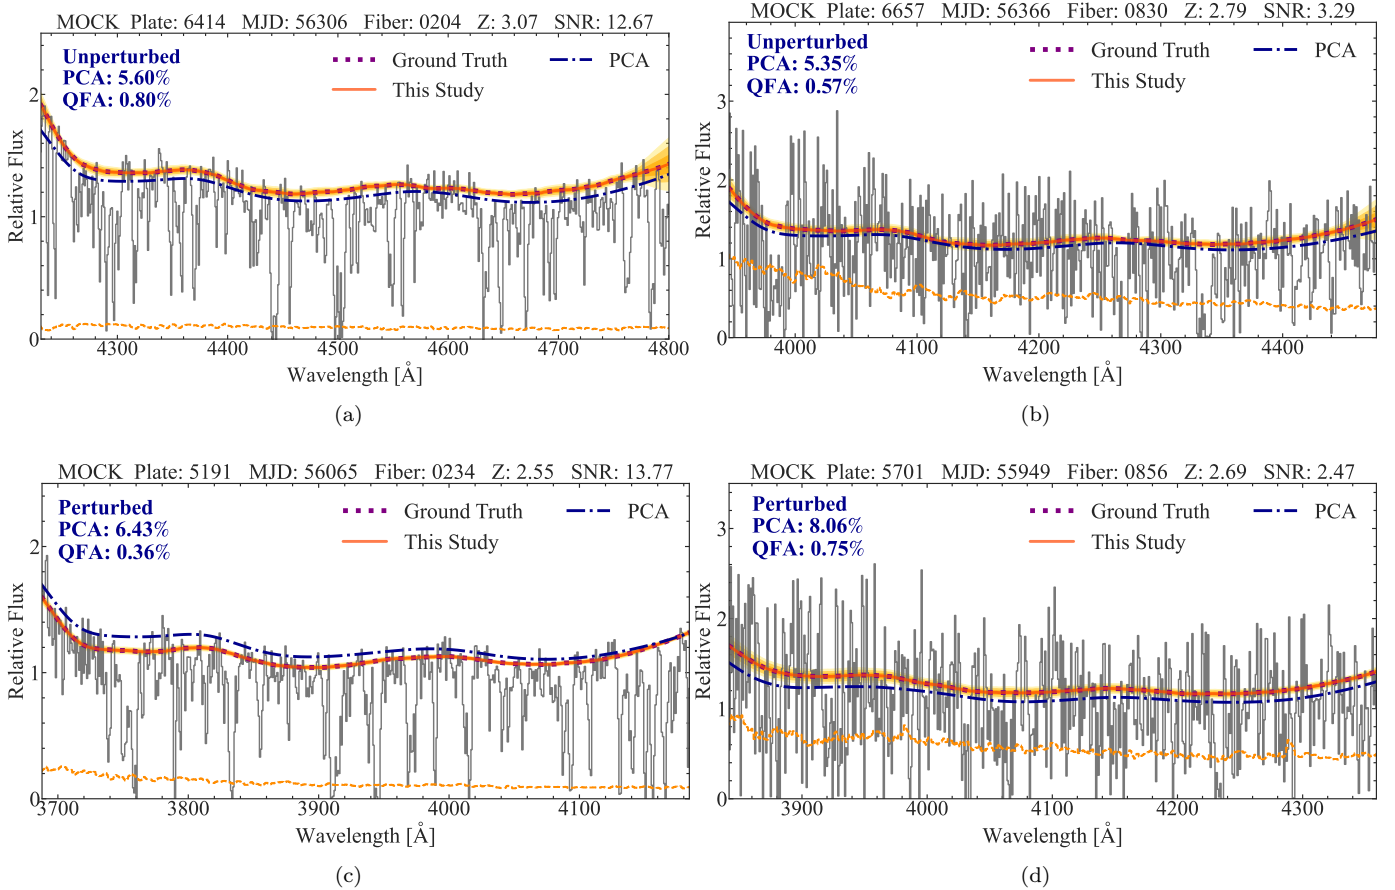 MOCK Plate: 6414 MJD: 56306 Fiber: 0204 Z: 3.07 SNR: 12.67
Unperturbed
PCA: 5.60%
QFA: 0.80%
Ground Truth
PCA
This Study
Relative Flux
2
1
0
4300 4400 4500 4600 4700 4800
Wavelength [Å]
(a)
MOCK Plate: 6657 MJD: 56366 Fiber: 0830 Z: 2.79 SNR: 3.29
Unperturbed
PCA: 5.35%
QFA: 0.57%
Ground Truth
PCA
This Study
Relative Flux
3
2
1
0
4000 4100 4200 4300 4400
Wavelength [Å]
(b)
MOCK Plate: 5191 MJD: 56065 Fiber: 0234 Z: 2.55 SNR: 13.77
Perturbed
PCA: 6.43%
QFA: 0.36%
Ground Truth
PCA
This Study
Relative Flux
2
1
0
3700 3800 3900 4000 4100
Wavelength [Å]
(c)
MOCK Plate: 5701 MJD: 55949 Fiber: 0856 Z: 2.69 SNR: 2.47
Perturbed
PCA: 8.06%
QFA: 0.75%
Ground Truth
PCA
This Study
Relative Flux
3
2
1
0
3900 4000 4100 4200 4300
Wavelength [Å]
(d)